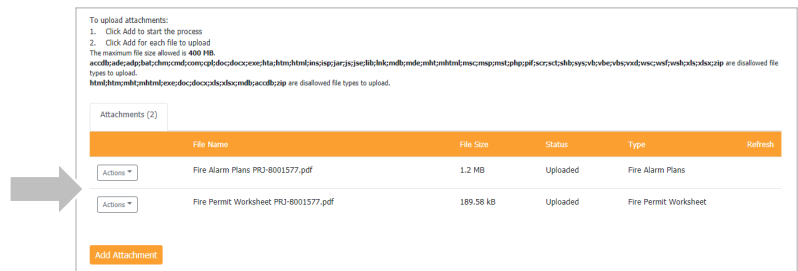 To upload attachments:
1. Click Add to start the process
2. Click Add for each file to upload
The maximum file size allowed is 400 MB.
accdb;ade;adp;bat;chm;cmd;com;cpl;doc;docx;exe;hta;htm;html;ins;isp;jar;js;jse;lib;lnk;mdb;mde;mht;mhtml;msc;msp;mst;php;pif;scr;sct;shb;sys;vb;vbe;vbs;vxd;wsc;wsf;wsh;xls;xlsx;zip are disallowed file
types to upload.
html;htm;mht;mhtml;exe;doc;docx;xls;xlsx;mdb;accdb;zip are disallowed file types to upload.
Attachments (2)
File Name File Size Status Type Refresh
Actions Fire Alarm Plans PRJ-8001577.pdf 1.2 MB Uploaded Fire Alarm Plans
Actions Fire Permit Worksheet PRJ-8001577.pdf 189.58 kB Uploaded Fire Permit Worksheet
Add Attachment